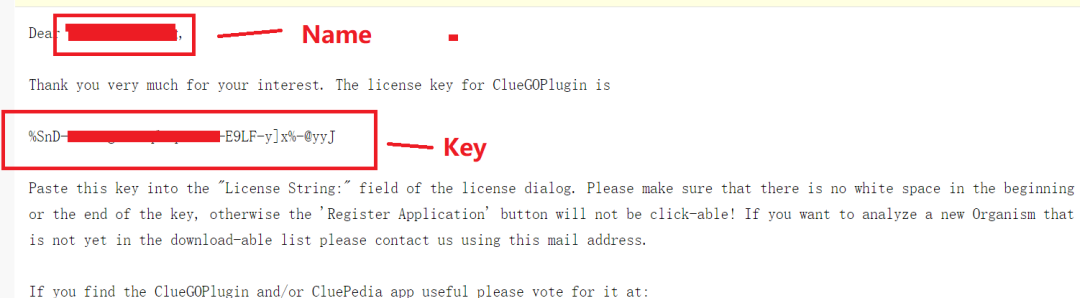 Dear ,
Name
Thank you very much for your interest. The license key for ClueGOPlugin is
%SnD- -E9LF-y]x%-@yyJ
Key
Paste this key into the "License String:" field of the license dialog. Please make sure that there is no white space in the beginning
or the end of the key, otherwise the 'Register Application' button will not be click-able! If you want to analyze a new Organism that
is not yet in the download-able list please contact us using this mail address.
If you find the ClueGOPlugin and/or CluePedia app useful please vote for it at: